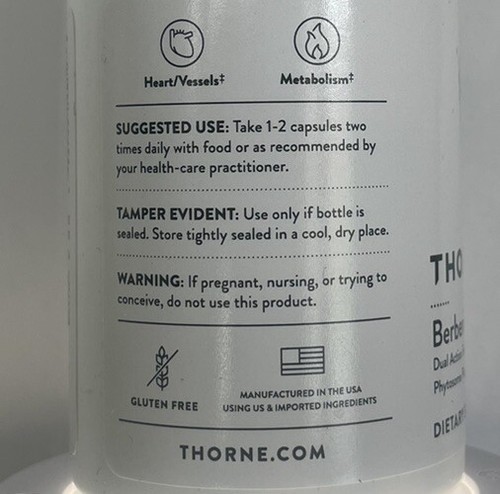 Heart/Vessels‡ Metabolism‡
SUGGESTED USE: Take 1-2 capsules two
times daily with food or as recommended by
your health-care practitioner.
TAMPER EVIDENT: Use only if bottle is
sealed. Store tightly sealed in a cool, dry place.
WARNING: If pregnant, nursing, or trying to
conceive, do not use this product.
GLUTEN FREE
MANUFACTURED IN THE USA
USING US & IMPORTED INGREDIENTS
THORNE.COM
THO
Berbe
Dual Action
Phytosome
DIETAR